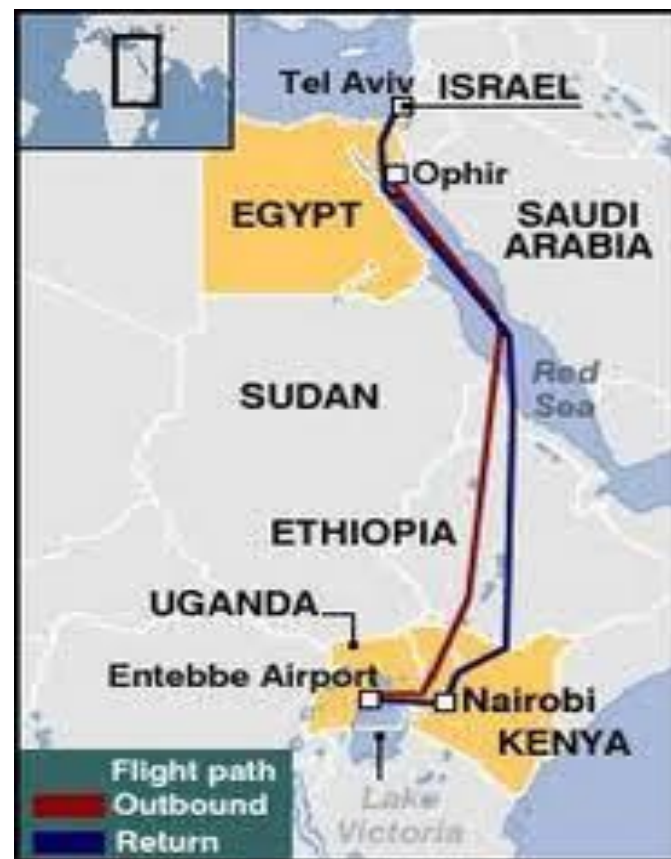 Tel Aviv ISRAEL
Ophir
EGYPT
SAUDI
ARABIA
Red
Sea
SUDAN
ETHIOPIA
UGANDA
Entebbe Airport
Nairobi
KENYA
Lake
Victoria
Flight path
Outbound
Return